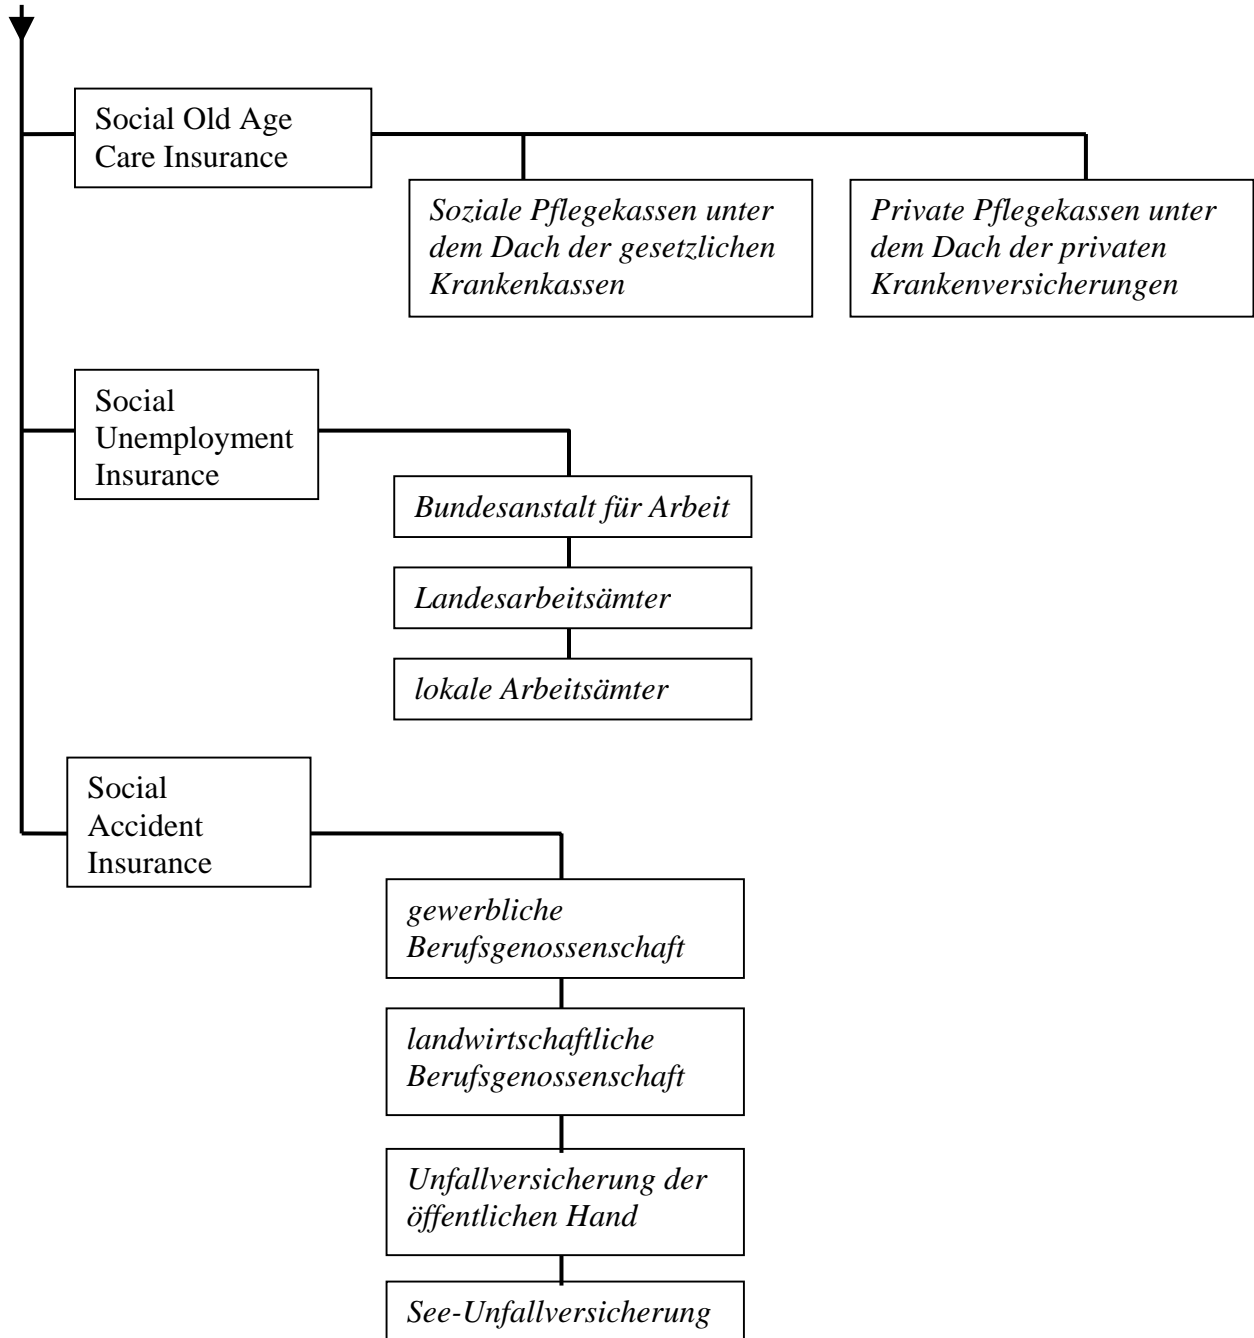 Social Old Age
Care Insurance
Soziale Pflegekassen unter
dem Dach der gesetzlichen
Krankenkassen
Private Pflegekassen unter
dem Dach der privaten
Krankenversicherungen
Social
Unemployment
Insurance
Bundesanstalt für Arbeit
Landesarbeitsämter
lokale Arbeitsämter
Social
Accident
Insurance
gewerbliche
Berufsgenossenschaft
landwirtschaftliche
Berufsgenossenschaft
Unfallversicherung der
öffentlichen Hand
See-Unfallversicherung